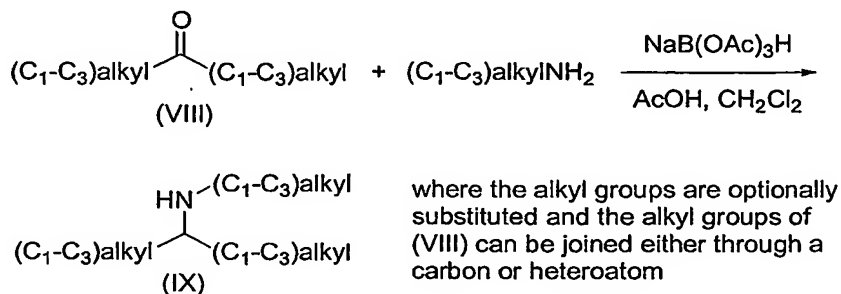 O
(C₁-C₃)alkyl (C₁-C₃)alkyl + (C₁-C₃)alkylNH₂ NaB(OAc)₃H
AcOH, CH₂Cl₂
(VIII)
HN (C₁-C₃)alkyl
(C₁-C₃)alkyl (C₁-C₃)alkyl
(IX)
where the alkyl groups are optionally
substituted and the alkyl groups of
(VIII) can be joined either through a
carbon or heteroatom